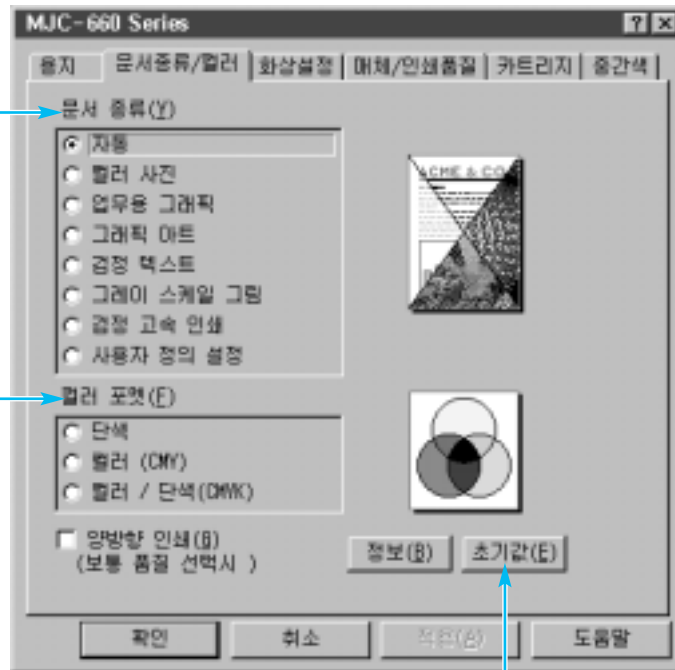 MJC-660 Series
용지 문서종류/컬러 화상설정 매체/인쇄품질 카트리지 중간색
문서 종류(Y)
자동
컬러 사진
업무용 그래픽
그래픽 아트
검정 텍스트
그레이 스케일 그림
검정 고속 인쇄
사용자 정의 설정
ACME & CO
컬러 포맷(F)
단색
컬러 (CMY)
컬러 / 단색(CMYK)
양방향 인쇄(B)
(보통 품질 선택시 )
정보(B) 초기값(E)
확인 취소 적용(A) 도움말